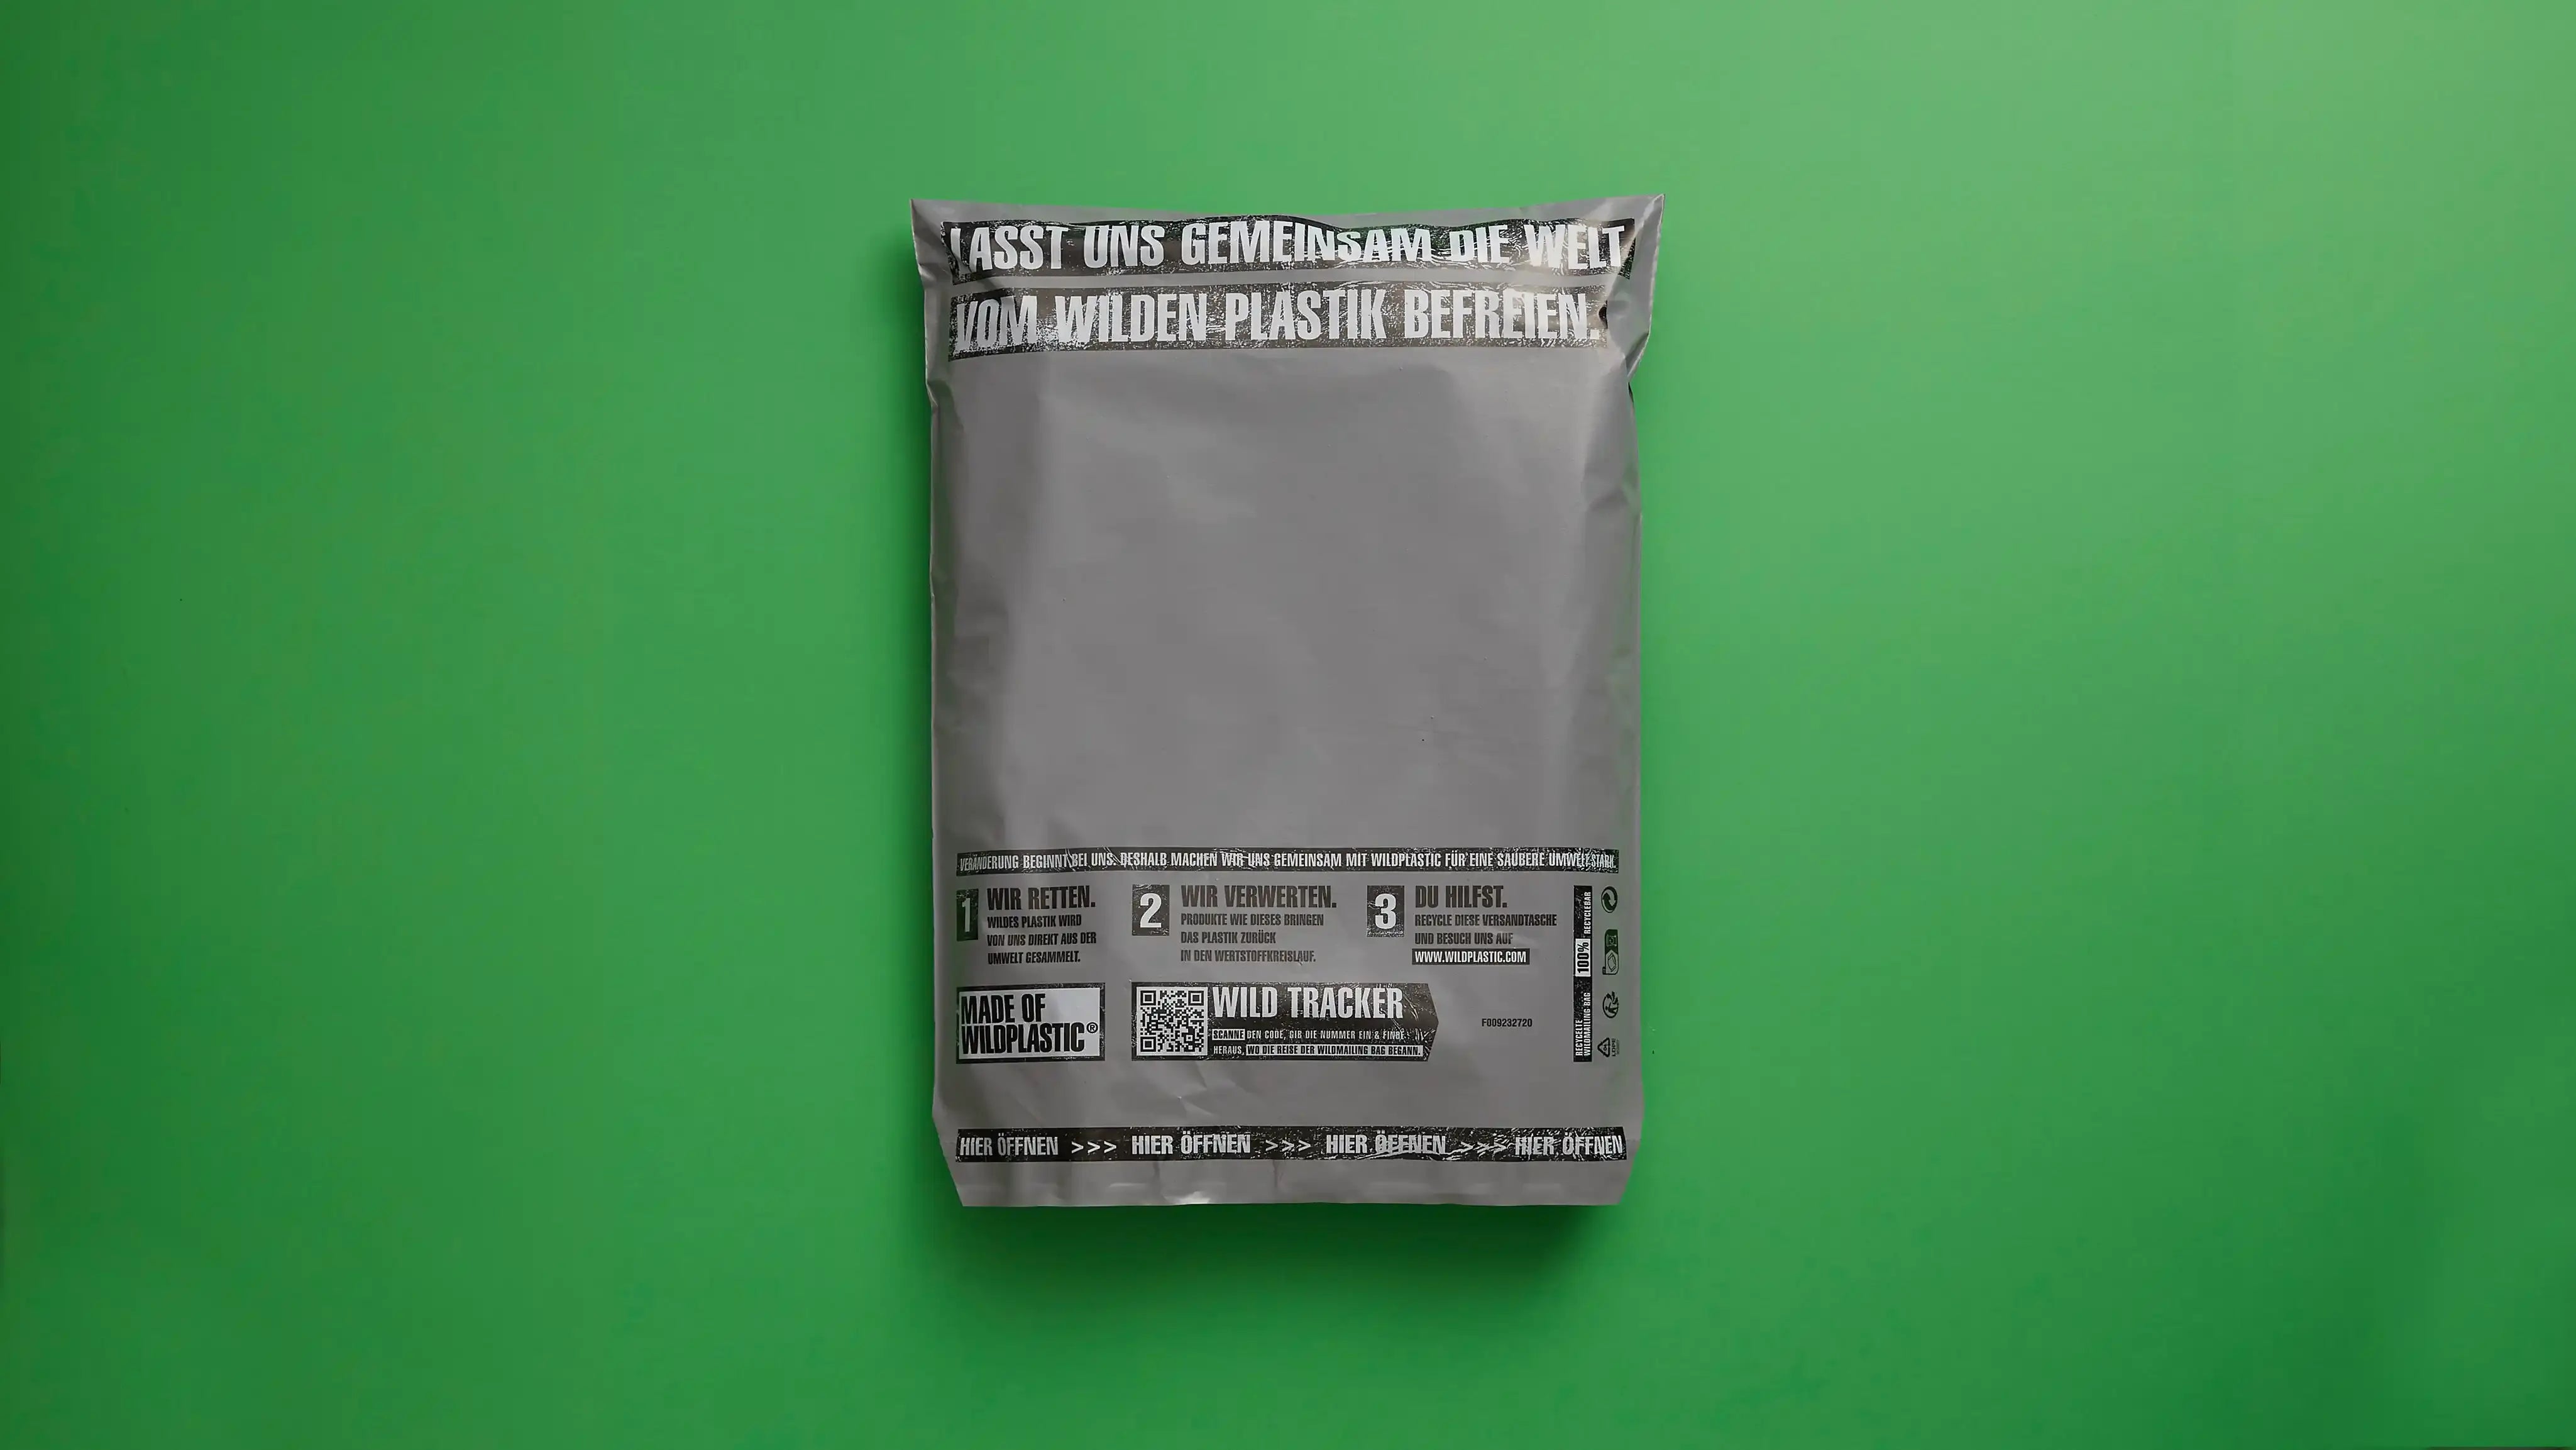 LASST UNS GEMEINSAM DIE WELT
VOM WILDEN PLASTIK BEFREIEN.
VERÄNDERUNG BEGINNT BEI UNS. DESHALB MACHEN WIR UNS GEMEINSAM MIT WILDPLASTIC FÜR EINE SAUBERE UMWELT STARK.
1 WIR RETTEN.
WILDES PLASTIK WIRD
VON UNS DIREKT AUS DER
UMWELT GESAMMELT.
2 WIR VERWERTEN.
PRODUKTE WIE DIESES BRINGEN
DAS PLASTIK ZURÜCK
IN DEN WERTSTOFFKREISLAUF.
3 DU HILFST.
RECYCLE DIESE VERSANDTASCHE
UND BESUCH UNS AUF
WWW.WILDPLASTIC.COM
RECYCELTE
WILDMAILING BAG
100%
RECYCLEBAR
LDPE
MADE OF
WILDPLASTIC®
WILD TRACKER
SCANNE DEN CODE, GIB DIE NUMMER EIN & FINDE
HERAUS, WO DIE REISE DER WILDMAILING BAG BEGANN.
F009232720
HIER ÖFFNEN >>> HIER ÖFFNEN >>> HIER ÖFFNEN >>> HIER ÖFFNEN